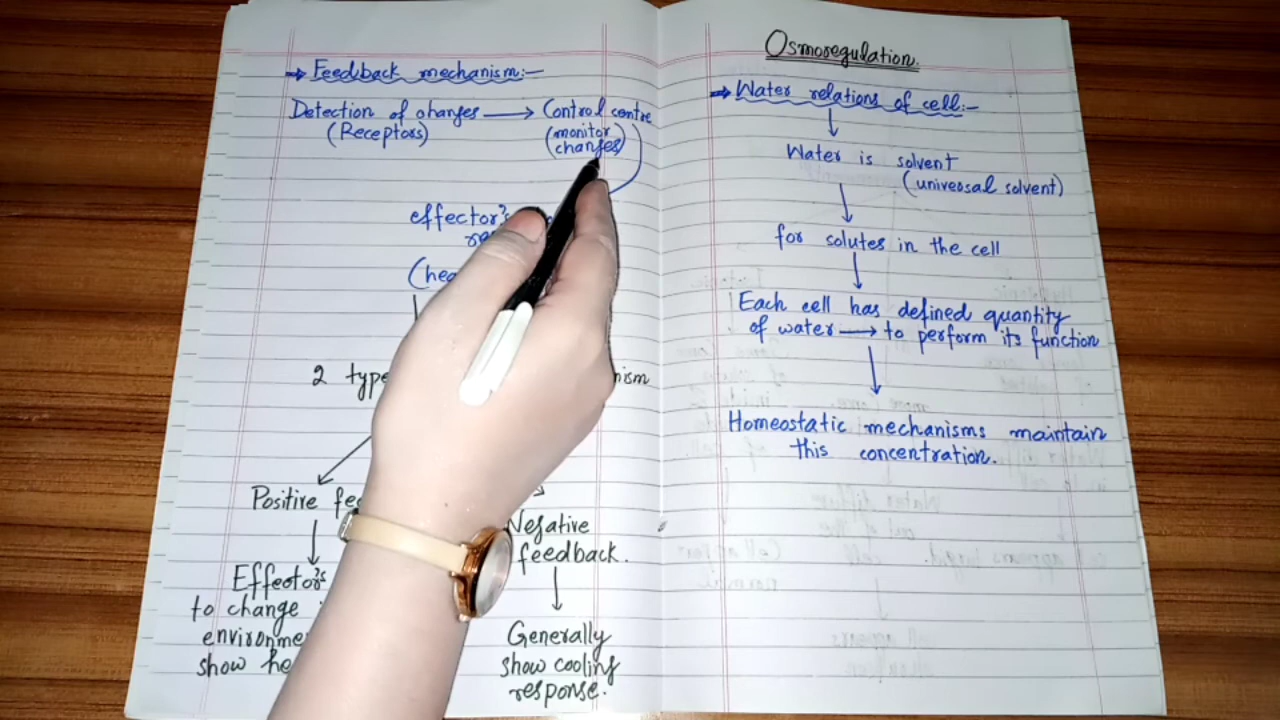 ⇒ Feedback mechanism:-
Detection of changes → Control centre
(Receptors)
(monitor
changes)
effector's
(hea
2 type
nism
Positive fee
Negative
feedback.
Effector's
to change
environme
show he
Generally
show cooling
response.
Osmoregulation.
⇒ Water relations of cell:-
Water is solvent
(universal solvent)
for solutes in the cell
Each cell has defined quantity
of water → to perform its function
Homeostatic mechanisms maintain
this concentration.